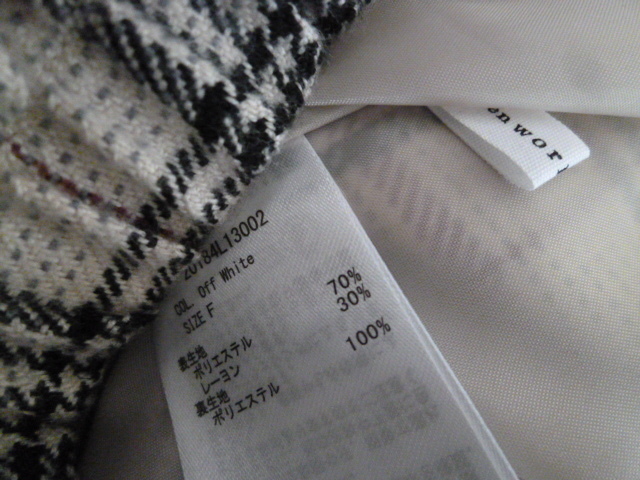 20184L13002
COL. Off White
SIZE F
表生地
ポリエステル 70%
レーヨン 30%
裏生地
ポリエステル 100%
en wor